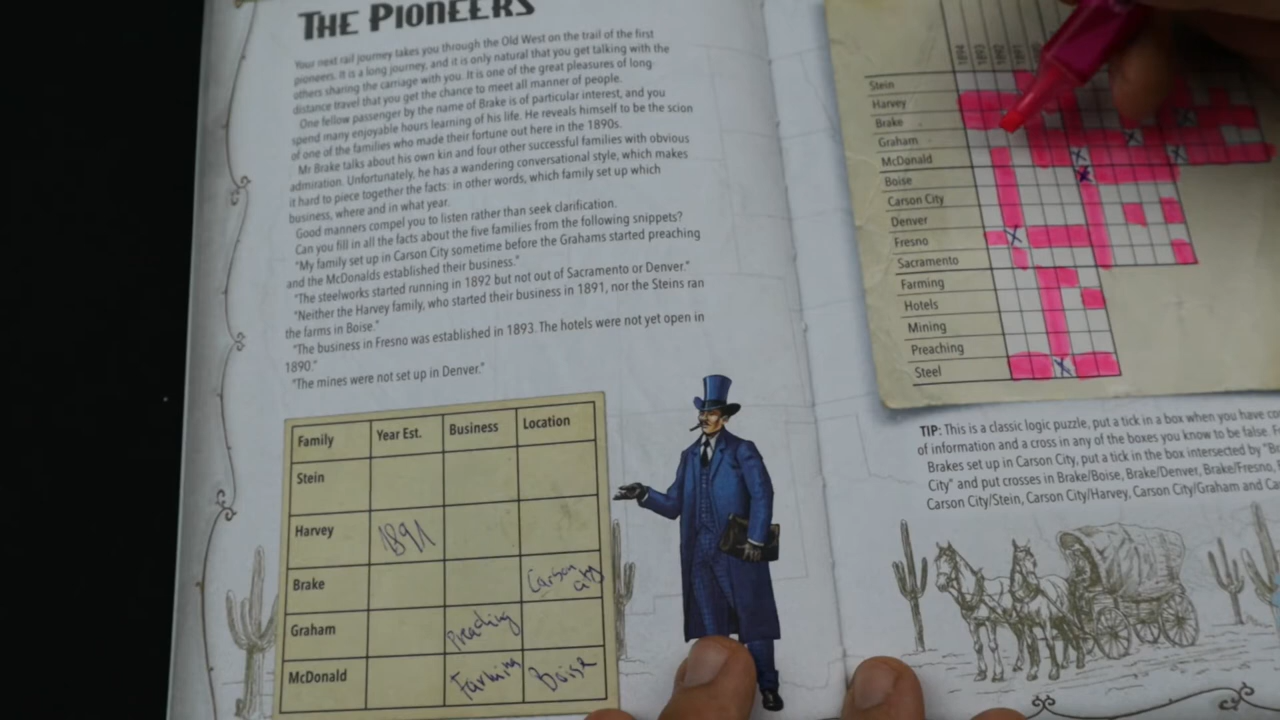 THE PIONEERS
Your next rail journey takes you through the Old West on the trail of the first
pioneers. It is a long journey, and it is only natural that you get talking with the
others sharing the carriage with you. It is one of the great pleasures of long
distance travel that you get the chance to meet all manner of people.
One fellow passenger by the name of Brake is of particular interest, and you
spend many enjoyable hours learning of his life. He reveals himself to be the scion
of one of the families who made their fortune out here in the 1890s.
Mr Brake talks about his own kin and four other successful families with obvious
admiration. Unfortunately, he has a wandering conversational style, which makes
it hard to piece together the facts: in other words, which family set up which
business, where and in what year.
Good manners compel you to listen rather than seek clarification.
Can you fill in all the facts about the five families from the following snippets?
"My family set up in Carson City sometime before the Grahams started preaching
and the McDonalds established their business."
"The steelworks started running in 1892 but not out of Sacramento or Denver."
"Neither the Harvey family, who started their business in 1891, nor the Steins ran
the farms in Boise."
"The business in Fresno was established in 1893. The hotels were not yet open in
1890."
"The mines were not set up in Denver."
Family Year Est. Business Location
Stein
Harvey 1891
Brake Carson City
Graham Preaching
McDonald Farming Boise
1894 1893 1892 1891
Stein
Harvey
Brake
Graham
McDonald
Boise
Carson City
Denver
Fresno
Sacramento
Farming
Hotels
Mining
Preaching
Steel
TIP: This is a classic logic puzzle, put a tick in a box when you have
of information and a cross in any of the boxes you know to be false.
Brakes set up in Carson City, put a tick in the box intersected by
City" and put crosses in Brake/Boise, Brake/Denver, Brake/Fresno,
Carson City/Stein, Carson City/Harvey, Carson City/Graham and